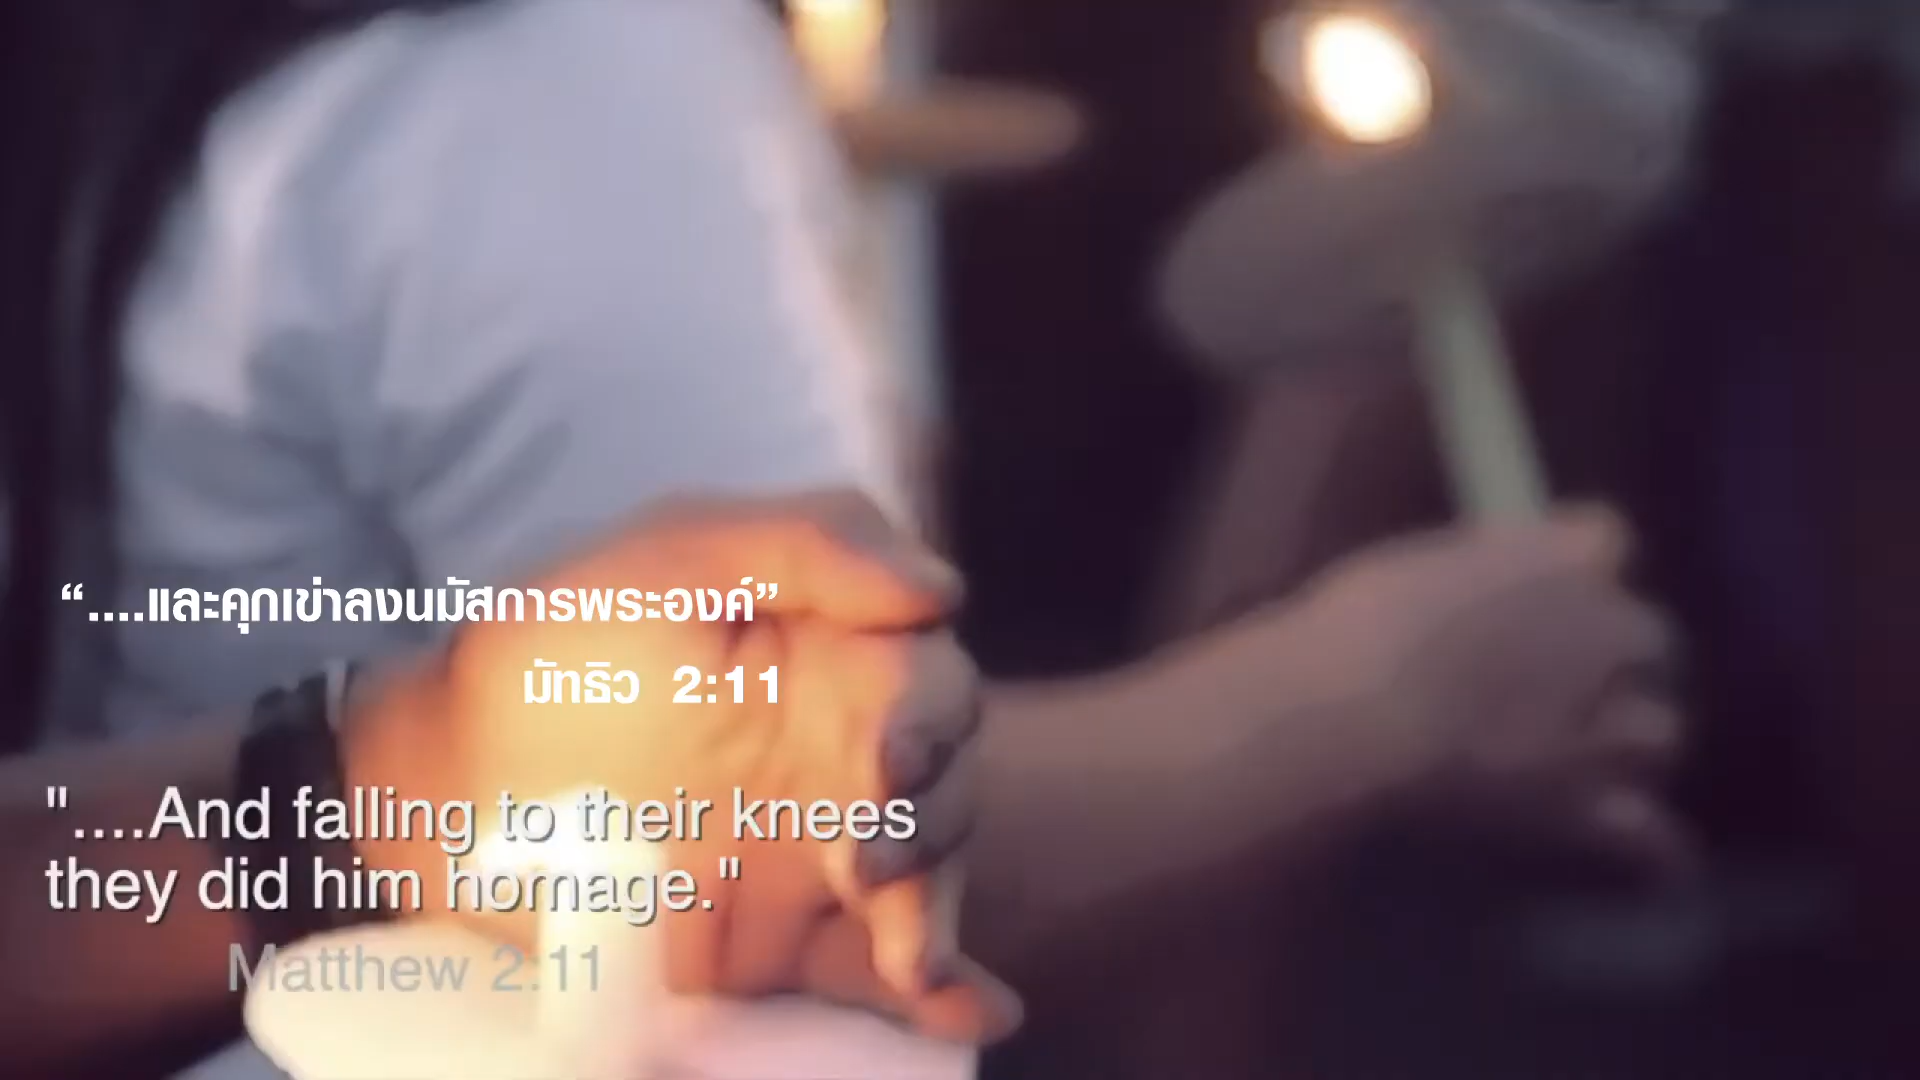 “....และคุกเข่าลงนมัสการพระองค์”
มัทธิว 2:11
"....And falling to their knees
they did him homage."
Matthew 2:11